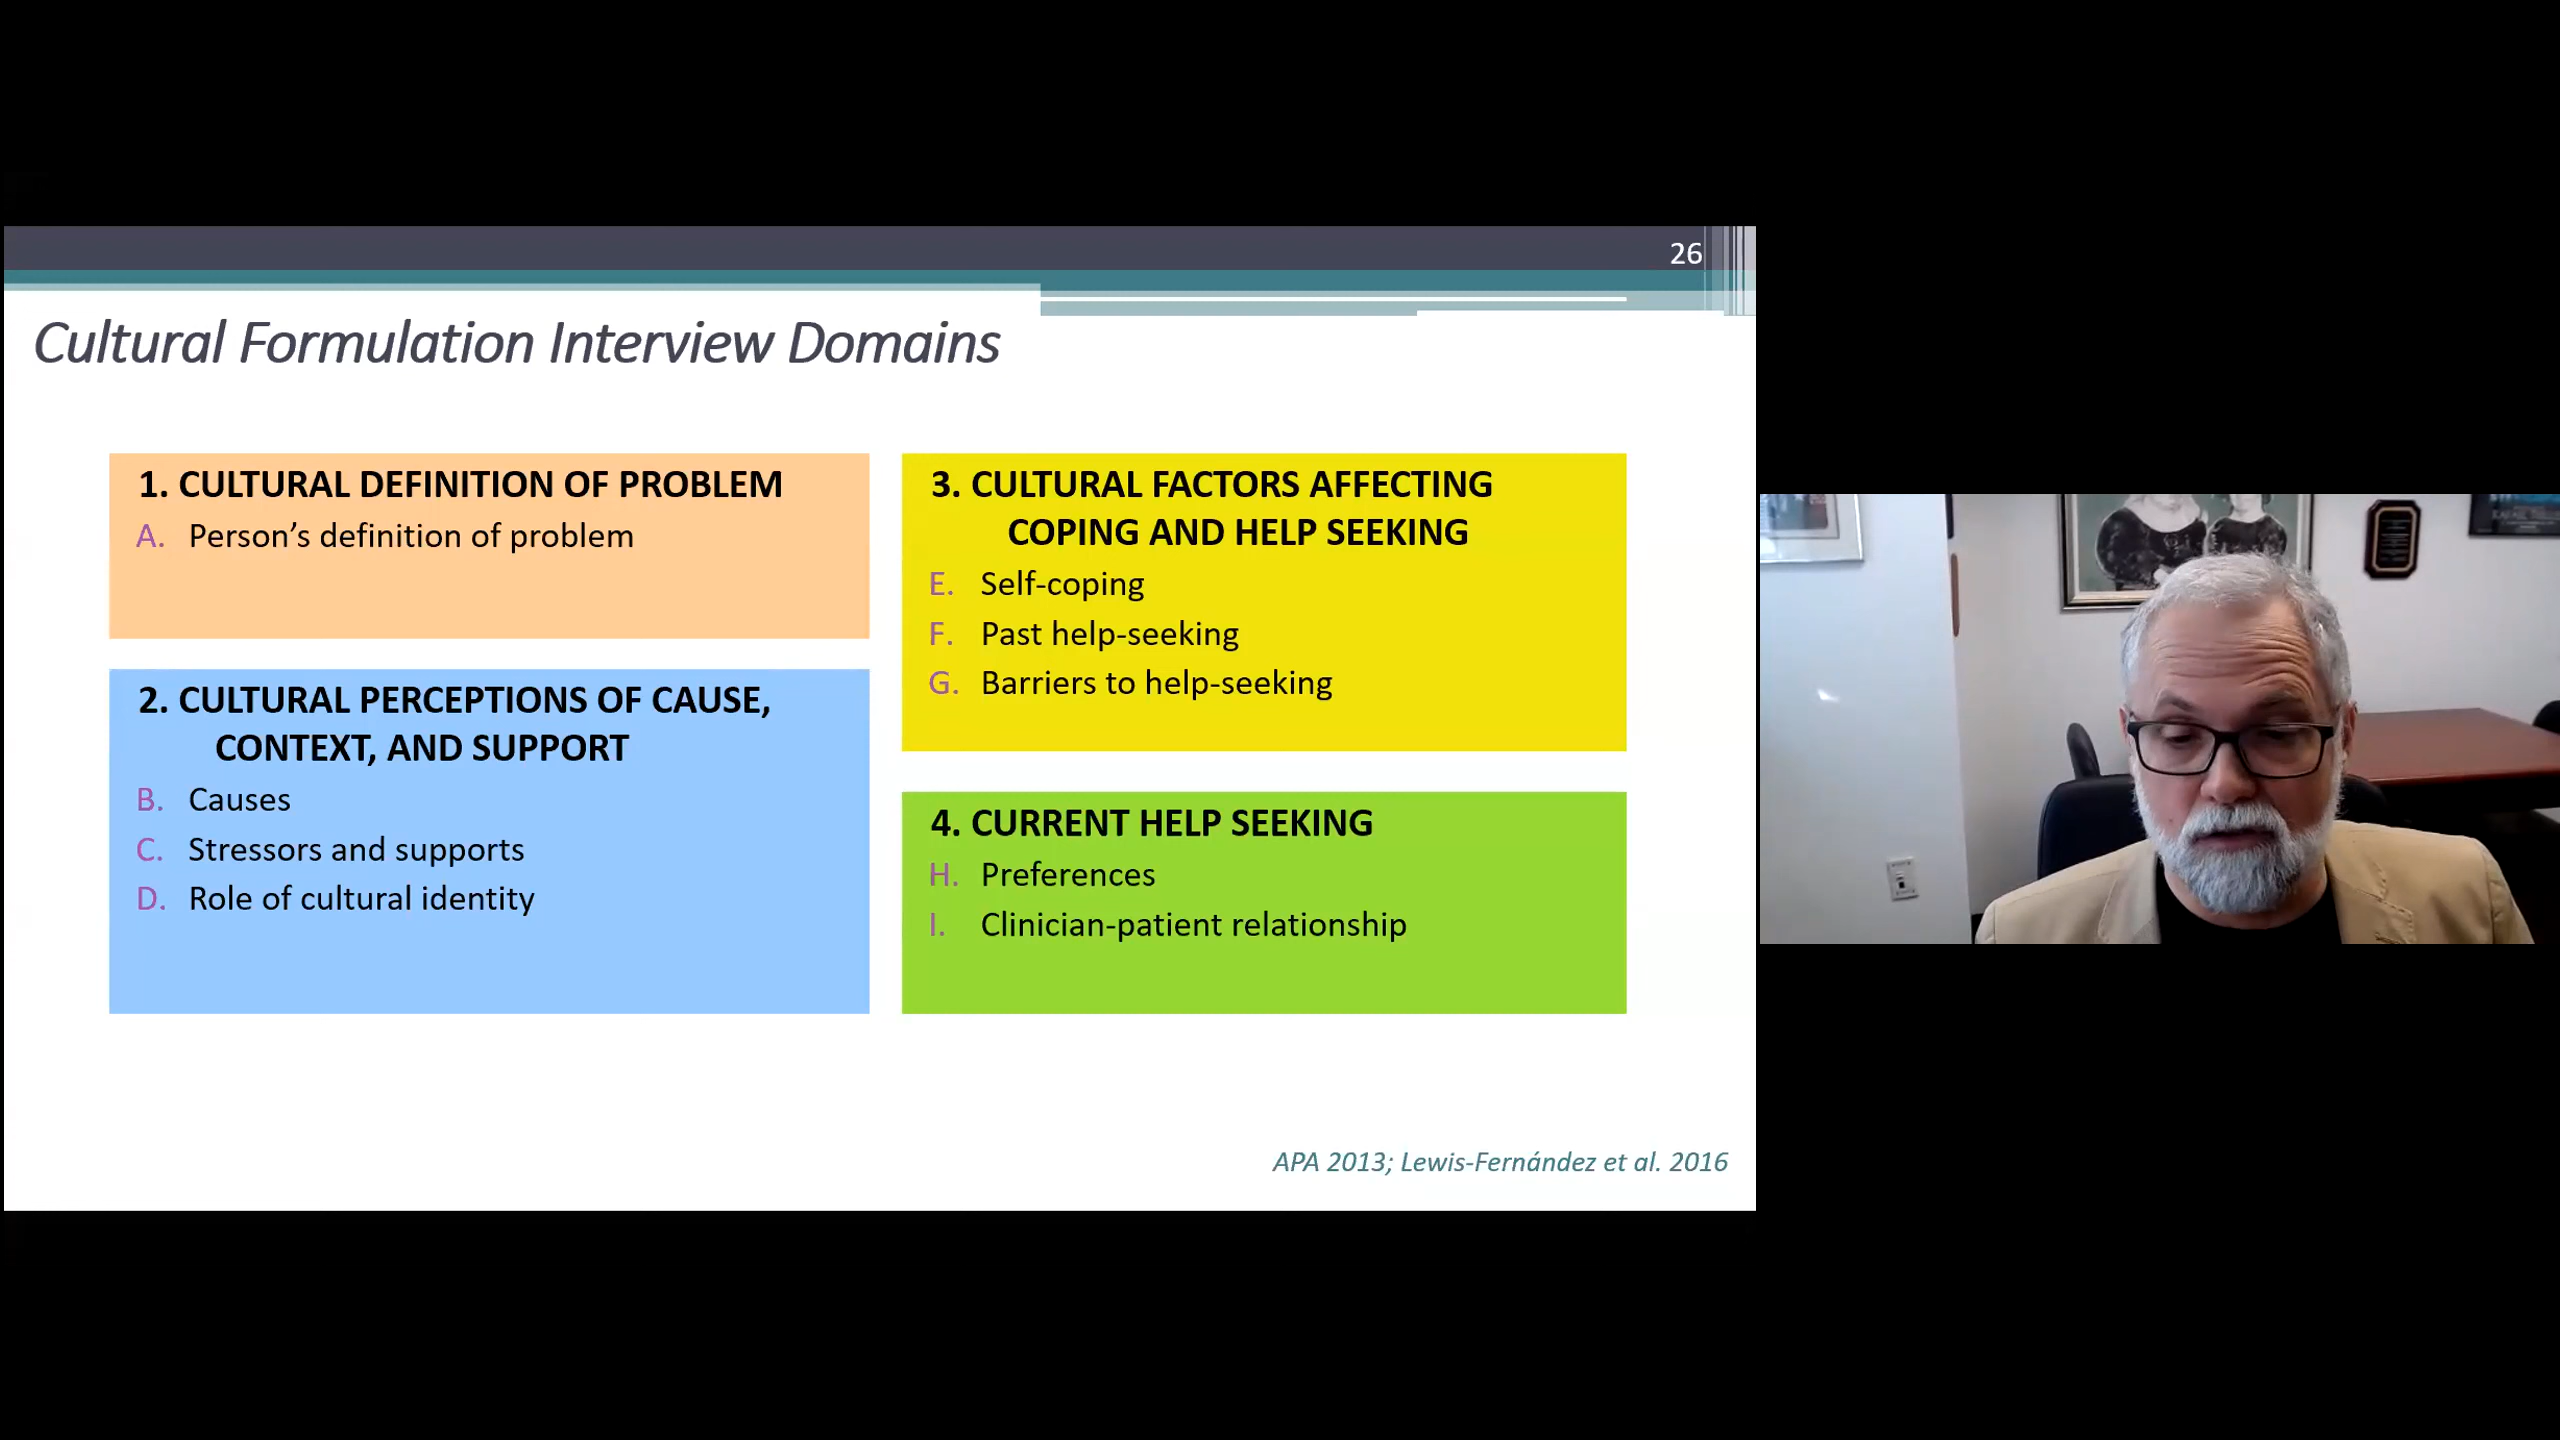 26
Cultural Formulation Interview Domains
1. CULTURAL DEFINITION OF PROBLEM
A. Person’s definition of problem
2. CULTURAL PERCEPTIONS OF CAUSE,
CONTEXT, AND SUPPORT
B. Causes
C. Stressors and supports
D. Role of cultural identity
3. CULTURAL FACTORS AFFECTING
COPING AND HELP SEEKING
E. Self-coping
F. Past help-seeking
G. Barriers to help-seeking
4. CURRENT HELP SEEKING
H. Preferences
I. Clinician-patient relationship
APA 2013; Lewis-Fernández et al. 2016